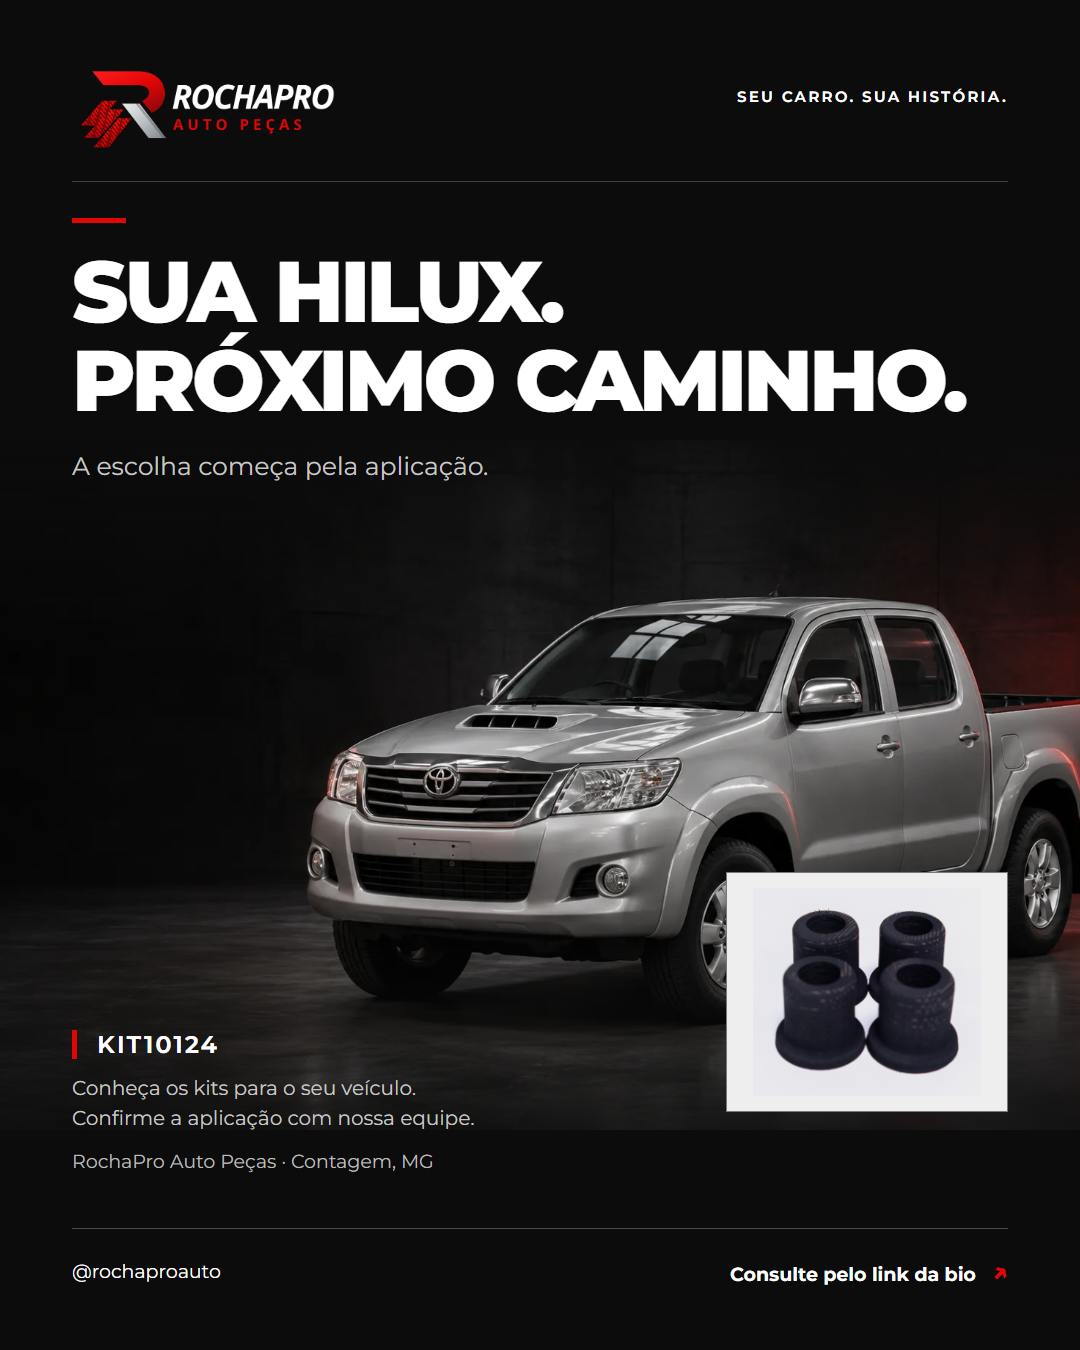 ROCHAPRO
AUTO PEÇAS
SEU CARRO. SUA HISTÓRIA.
SUA HILUX.
PRÓXIMO CAMINHO.
A escolha começa pela aplicação.
KIT10124
Conheça os kits para o seu veículo.
Confirme a aplicação com nossa equipe.
RochaPro Auto Peças · Contagem, MG
@rochaproauto
Consulte pelo link da bio